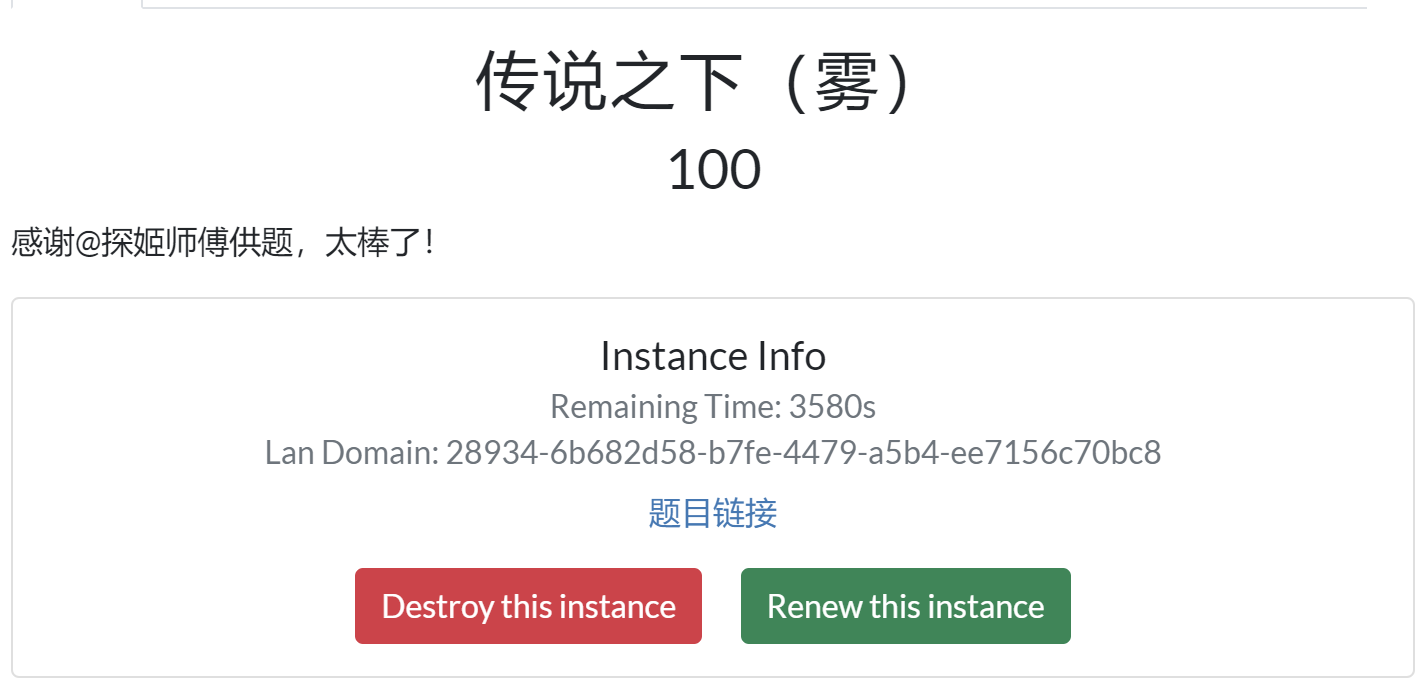 传说之下（雾）
100
感谢@探姬师傅供题，太棒了！
Instance Info
Remaining Time: 3580s
Lan Domain: 28934-6b682d58-b7fe-4479-a5b4-ee7156c70bc8
题目链接
Destroy this instance
Renew this instance